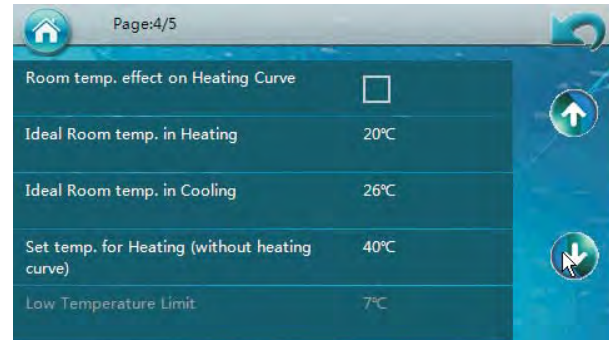 Page:4/5
Room temp. effect on Heating Curve
Ideal Room temp. in Heating 20℃
Ideal Room temp. in Cooling 26℃
Set temp. for Heating (without heating 40℃
curve)
Low Temperature Limit 7℃